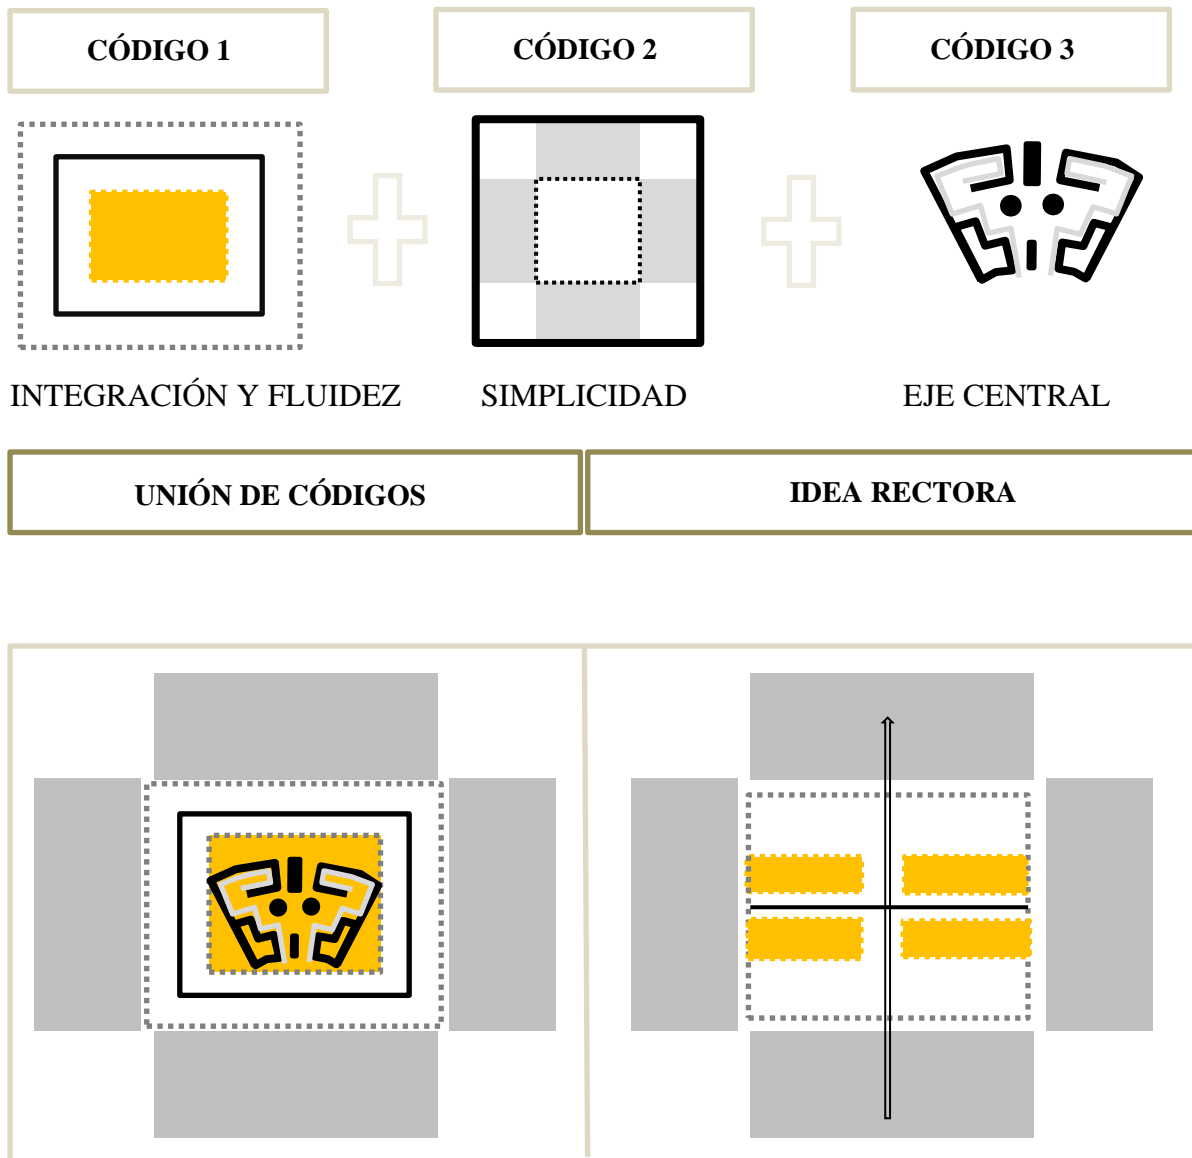 CÓDIGO 1
CÓDIGO 2
CÓDIGO 3
INTEGRACIÓN Y FLUIDEZ
SIMPLICIDAD
EJE CENTRAL
UNIÓN DE CÓDIGOS
IDEA RECTORA